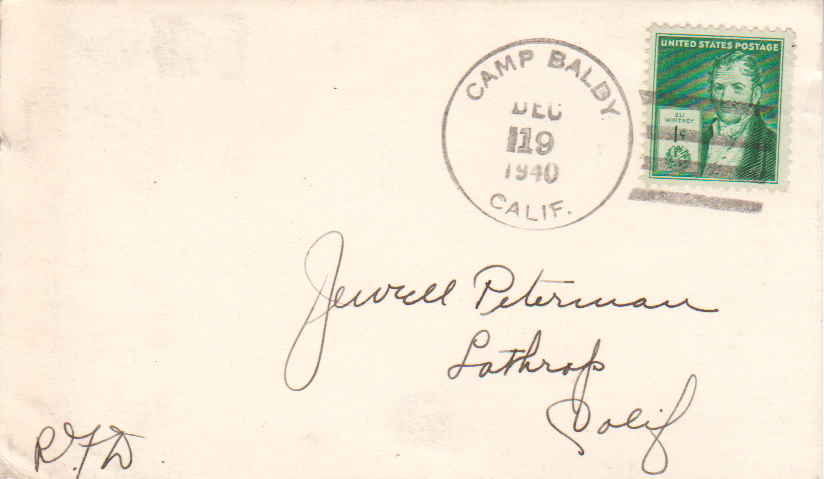 CAMP BALDY.
DEC
19
1940
CALIF.
UNITED STATES POSTAGE
ELI
WHITNEY
1¢
Jewell Peterman
Lathrop
Calif
R.F.D